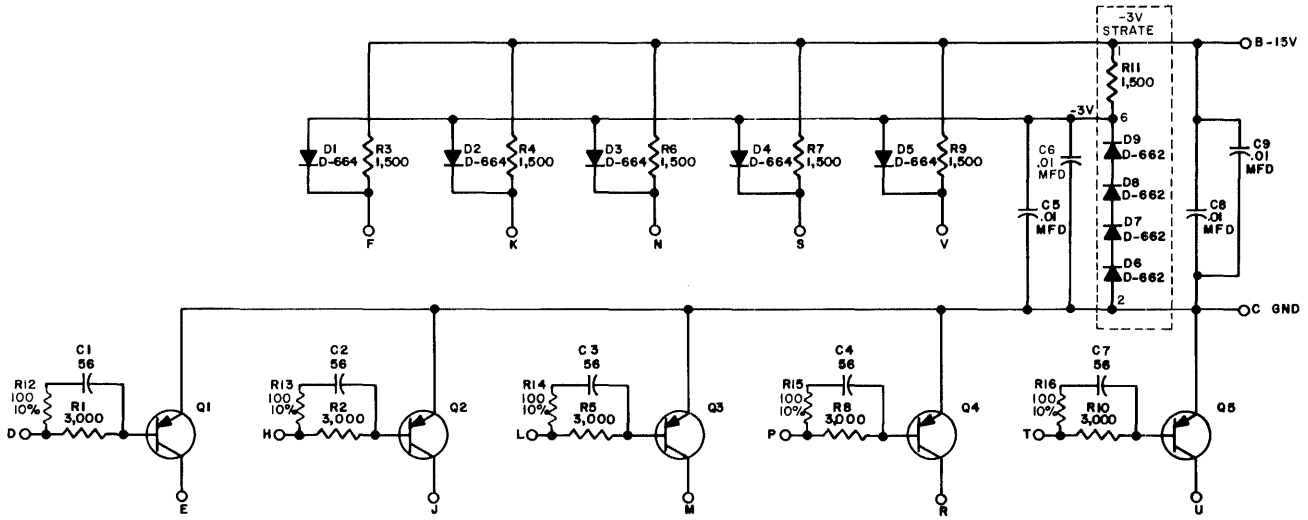 -3V
STRATE
B-15V
1
R11
1,500
-3V
6
D1
D-664
R3
1,500
D2
D-664
R4
1,500
D3
D-664
R6
1,500
D4
D-664
R7
1,500
D5
D-664
R9
1,500
C6
.01
MFD
D9
D-662
C9
.01
MFD
D8
D-662
C5
.01
MFD
C8
.01
MFD
D7
D-662
D6
D-662
F
K
N
S
V
2
C GND
C1
56
R12
100
10%
R1
3,000
D
Q1
E
C2
56
R13
100
10%
R2
3,000
H
Q2
J
C3
56
R14
100
10%
R5
3,000
L
Q3
M
C4
56
R15
100
10%
R8
3,000
P
Q4
R
C7
56
R16
100
10%
R10
3,000
T
Q5
U